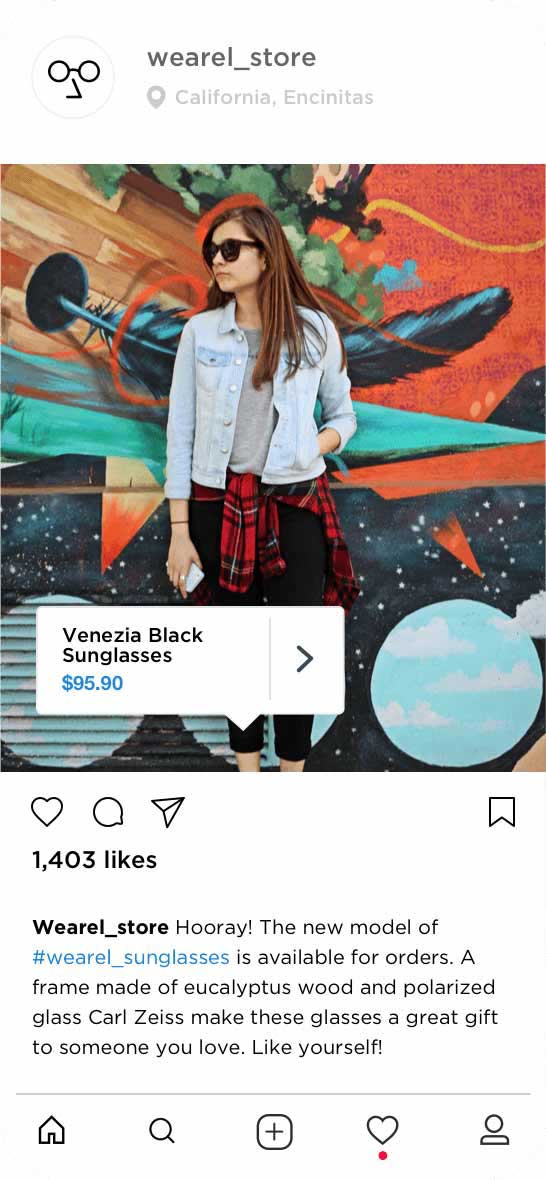 wearel_store
California, Encinitas
Venezia Black
Sunglasses
$95.90
1,403 likes
Wearel_store Hooray! The new model of
#wearel_sunglasses is available for orders. A
frame made of eucalyptus wood and polarized
glass Carl Zeiss make these glasses a great gift
to someone you love. Like yourself!